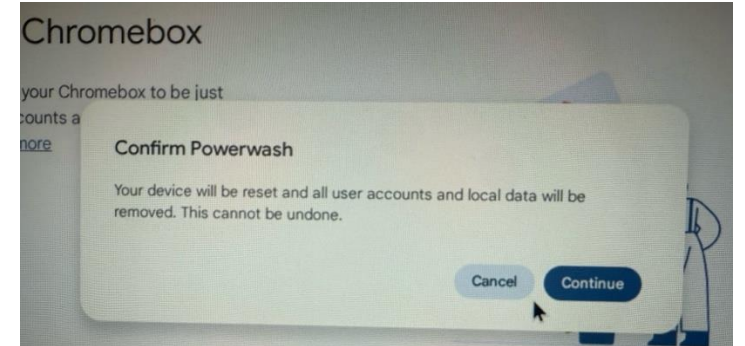 Chromebox
your Chromebox to be just
counts a
more
Confirm Powerwash
Your device will be reset and all user accounts and local data will be
removed. This cannot be undone.
Cancel
Continue